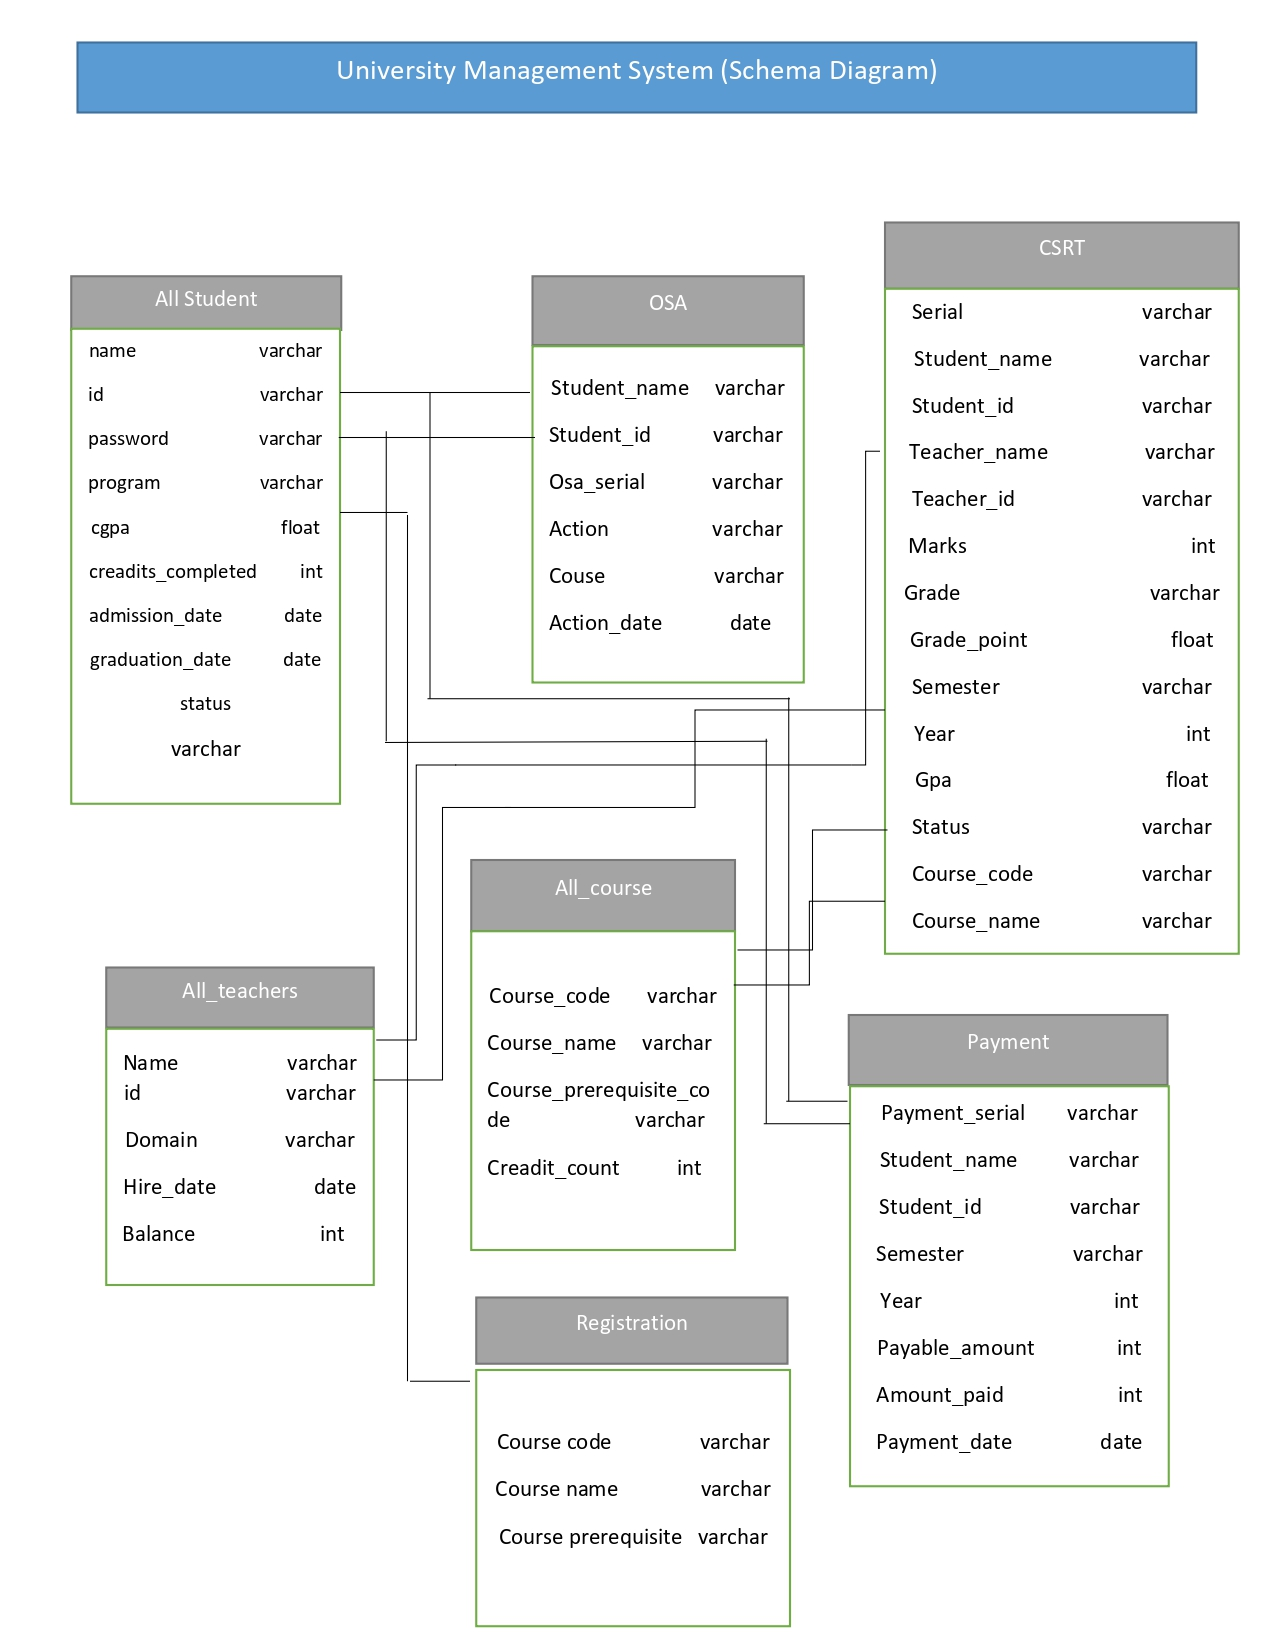 University Management System (Schema Diagram)
All Student
name varchar
id varchar
password varchar
program varchar
cgpa float
creadits_completed int
admission_date date
graduation_date date
status
varchar
OSA
Student_name varchar
Student_id varchar
Osa_serial varchar
Action varchar
Couse varchar
Action_date date
CSRT
Serial varchar
Student_name varchar
Student_id varchar
Teacher_name varchar
Teacher_id varchar
Marks int
Grade varchar
Grade_point float
Semester varchar
Year int
Gpa float
Status varchar
Course_code varchar
Course_name varchar
All_teachers
Name varchar
id varchar
Domain varchar
Hire_date date
Balance int
All_course
Course_code varchar
Course_name varchar
Course_prerequisite_co
de varchar
Creadit_count int
Payment
Payment_serial varchar
Student_name varchar
Student_id varchar
Semester varchar
Year int
Payable_amount int
Amount_paid int
Payment_date date
Registration
Course code varchar
Course name varchar
Course prerequisite varchar